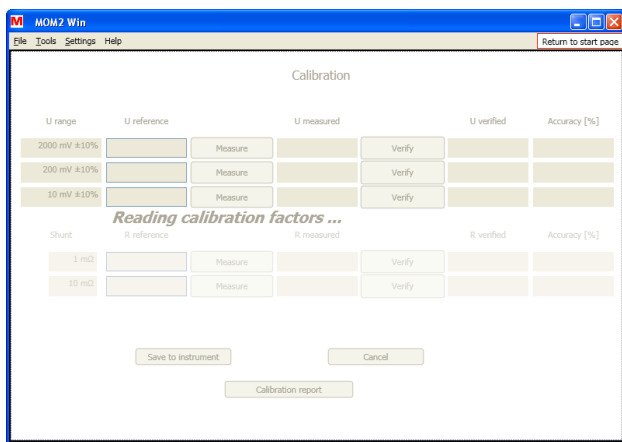 M MOM2 Win
File Tools Settings Help Return to start page
Calibration
U range U reference U measured U verified Accuracy [%]
2000 mV ±10% Measure Verify
200 mV ±10% Measure Verify
10 mV ±10% Measure Verify
Reading calibration factors ...
Shunt R reference R measured R verified Accuracy [%]
1 mΩ Measure Verify
10 mΩ Measure Verify
Save to instrument Cancel
Calibration report